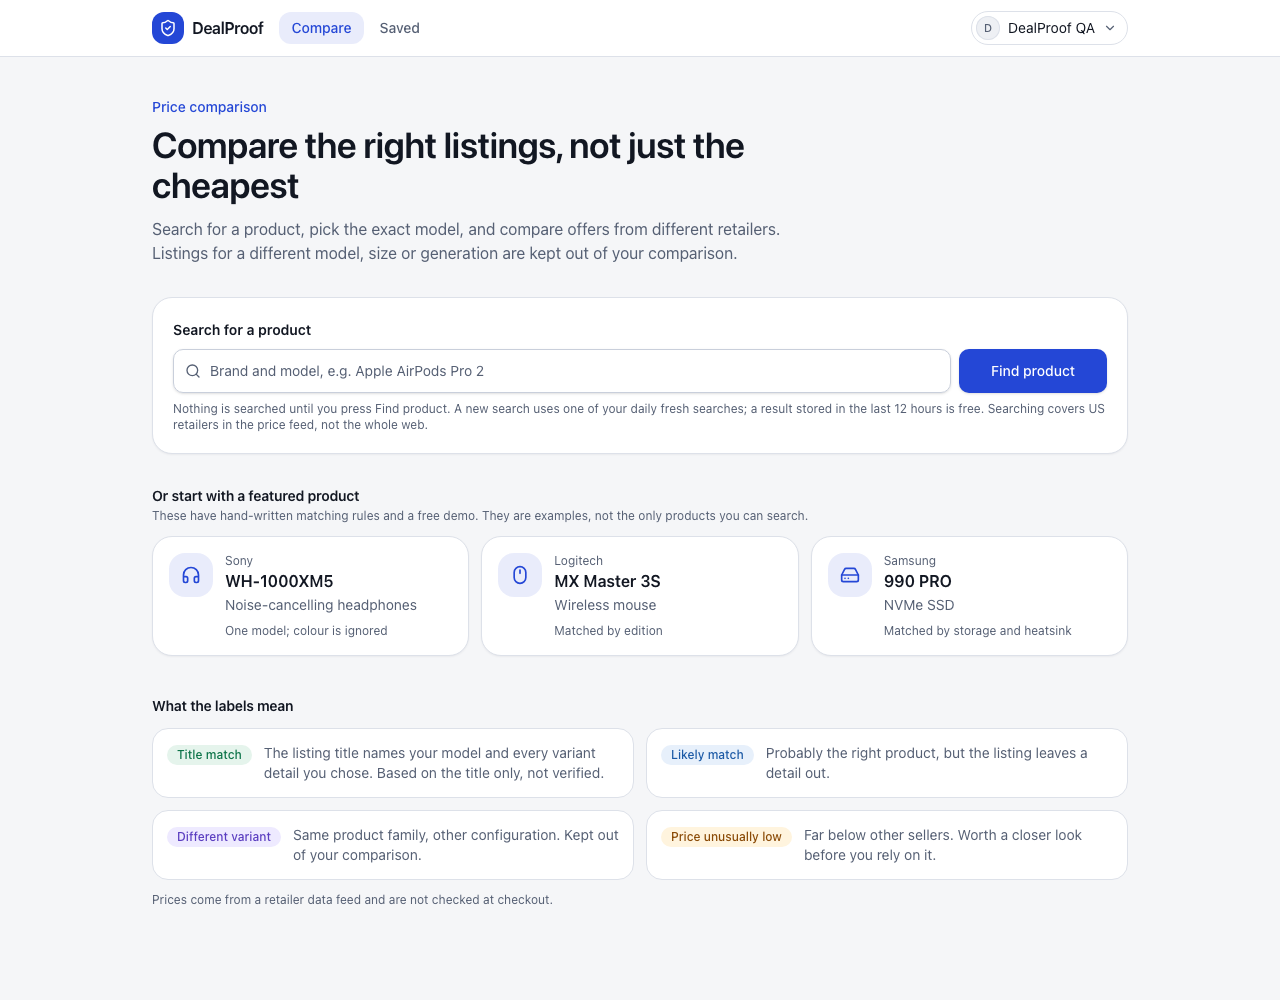 DealProof
Compare
Saved
D
DealProof QA
Price comparison
Compare the right listings, not just the
cheapest
Search for a product, pick the exact model, and compare offers from different retailers.
Listings for a different model, size or generation are kept out of your comparison.
Search for a product
Brand and model, e.g. Apple AirPods Pro 2
Find product
Nothing is searched until you press Find product. A new search uses one of your daily fresh searches; a result stored in the last 12 hours is free. Searching covers US
retailers in the price feed, not the whole web.
Or start with a featured product
These have hand-written matching rules and a free demo. They are examples, not the only products you can search.
Sony
WH-1000XM5
Noise-cancelling headphones
One model; colour is ignored
Logitech
MX Master 3S
Wireless mouse
Matched by edition
Samsung
990 PRO
NVMe SSD
Matched by storage and heatsink
What the labels mean
Title match
The listing title names your model and every variant
detail you chose. Based on the title only, not verified.
Likely match
Probably the right product, but the listing leaves a
detail out.
Different variant
Same product family, other configuration. Kept out
of your comparison.
Price unusually low
Far below other sellers. Worth a closer look
before you rely on it.
Prices come from a retailer data feed and are not checked at checkout.